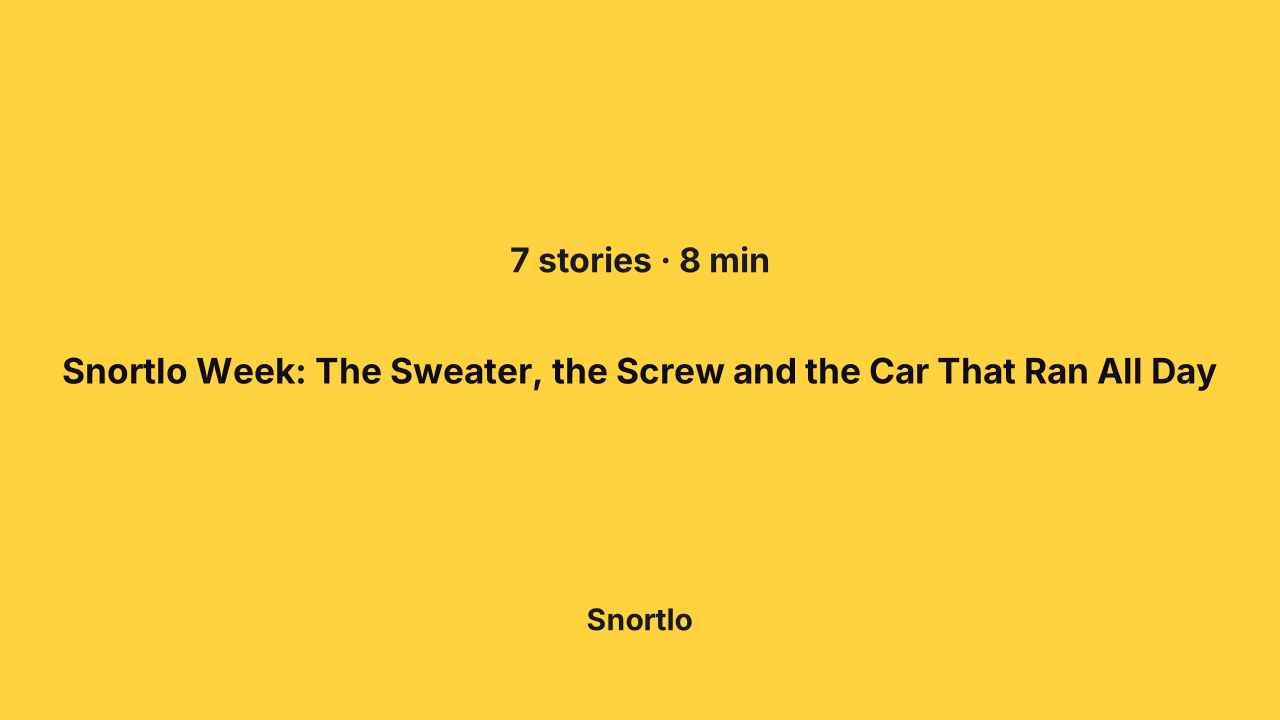 7 stories · 8 min
Snortlo Week: The Sweater, the Screw and the Car That Ran All Day
Snortlo